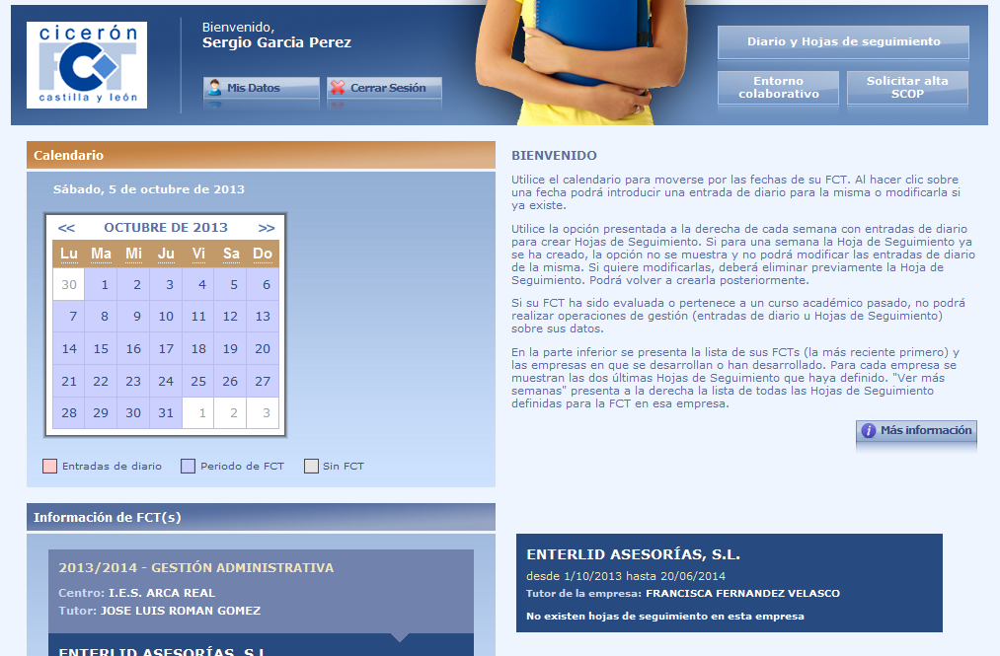 cicerón
FCT
castilla y león
Bienvenido,
Sergio Garcia Perez
Mis Datos
Cerrar Sesión
Diario y Hojas de seguimiento
Entorno
colaborativo
Solicitar alta
SCOP
Calendario
Sábado, 5 de octubre de 2013
<< OCTUBRE DE 2013 >>
Lu Ma Mi Ju Vi Sa Do
30 1 2 3 4 5 6
7 8 9 10 11 12 13
14 15 16 17 18 19 20
21 22 23 24 25 26 27
28 29 30 31 1 2 3
Entradas de diario Periodo de FCT Sin FCT
BIENVENIDO
Utilice el calendario para moverse por las fechas de su FCT. Al hacer clic sobre
una fecha podrá introducir una entrada de diario para la misma o modificarla si
ya existe.
Utilice la opción presentada a la derecha de cada semana con entradas de diario
para crear Hojas de Seguimiento. Si para una semana la Hoja de Seguimiento ya
se ha creado, la opción no se muestra y no podrá modificar las entradas de diario
de la misma. Si quiere modificarlas, deberá eliminar previamente la Hoja de
Seguimiento. Podrá volver a crearla posteriormente.
Si su FCT ha sido evaluada o pertenece a un curso académico pasado, no podrá
realizar operaciones de gestión (entradas de diario u Hojas de Seguimiento)
sobre sus datos.
En la parte inferior se presenta la lista de sus FCTs (la más reciente primero) y
las empresas en que se desarrollan o han desarrollado. Para cada empresa se
muestran las dos últimas Hojas de Seguimiento que haya definido. "Ver más
semanas" presenta a la derecha la lista de todas las Hojas de Seguimiento
definidas para la FCT en esa empresa.
Más información
Información de FCT(s)
2013/2014 - GESTIÓN ADMINISTRATIVA
Centro: I.E.S. ARCA REAL
Tutor: JOSE LUIS ROMAN GOMEZ
ENTERLID ASESORÍAS, S.L.
ENTERLID ASESORÍAS, S.L.
desde 1/10/2013 hasta 20/06/2014
Tutor de la empresa: FRANCISCA FERNANDEZ VELASCO
No existen hojas de seguimiento en esta empresa